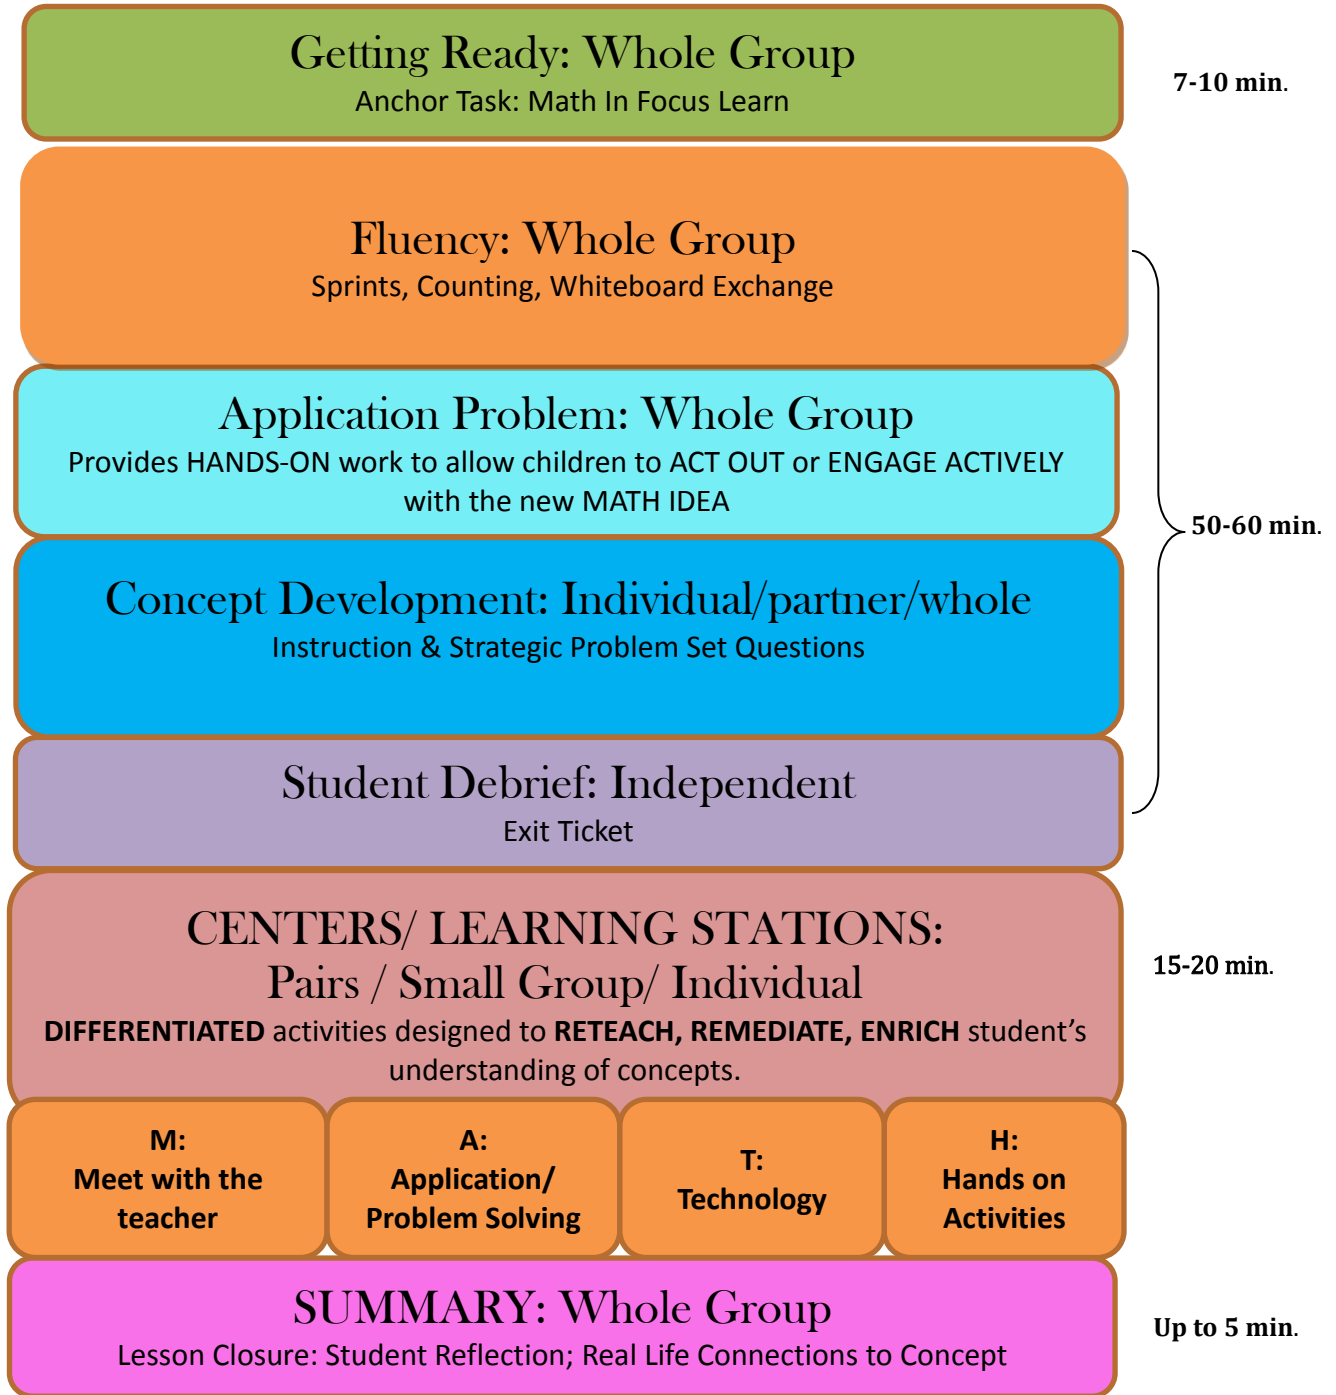 Getting Ready: Whole Group
Anchor Task: Math In Focus Learn
7-10 min.
Fluency: Whole Group
Sprints, Counting, Whiteboard Exchange
Application Problem: Whole Group
Provides HANDS-ON work to allow children to ACT OUT or ENGAGE ACTIVELY
with the new MATH IDEA
50-60 min.
Concept Development: Individual/partner/whole
Instruction & Strategic Problem Set Questions
Student Debrief: Independent
Exit Ticket
CENTERS/ LEARNING STATIONS:
Pairs / Small Group/ Individual
DIFFERENTIATED activities designed to RETEACH, REMEDIATE, ENRICH student’s
understanding of concepts.
15-20 min.
M:
Meet with the
teacher
A:
Application/
Problem Solving
T:
Technology
H:
Hands on
Activities
SUMMARY: Whole Group
Lesson Closure: Student Reflection; Real Life Connections to Concept
Up to 5 min.